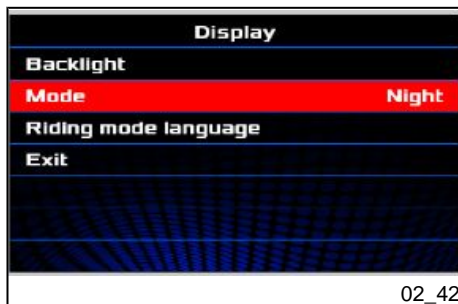 Display
Backlight
Mode Night
Riding mode language
Exit
02_42